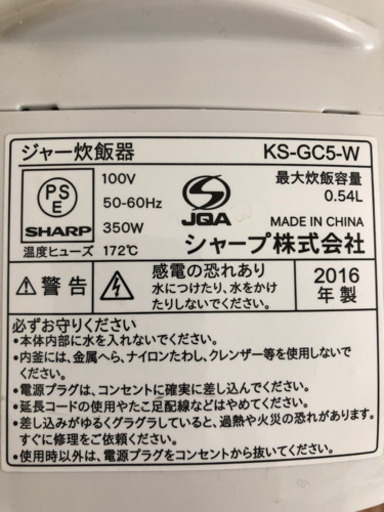 ジャー炊飯器 KS-GC5-W
PS
E
SHARP
100V
50-60Hz
350W
温度ヒューズ 172℃
JQA
最大炊飯容量
0.54L
MADE IN CHINA
シャープ株式会社
警告
感電の恐れあり
水につけたり、水をかけ
たりしないでください。
2016
年製
必ずお守りください
•本体内部に水を入れないでください。
•内釜には、金属へら、ナイロンたわし、クレンザー等を使用しない
でください。
•電源プラグは、コンセントに確実に差し込んでください。
•延長コードの使用やたこ足配線などはやめてください。
•差し込みがゆるくグラグラしていると、過熱や火災の恐れがあります。
すぐに修理をご依頼ください。
•使用時以外は、電源プラグをコンセントから抜いてください。